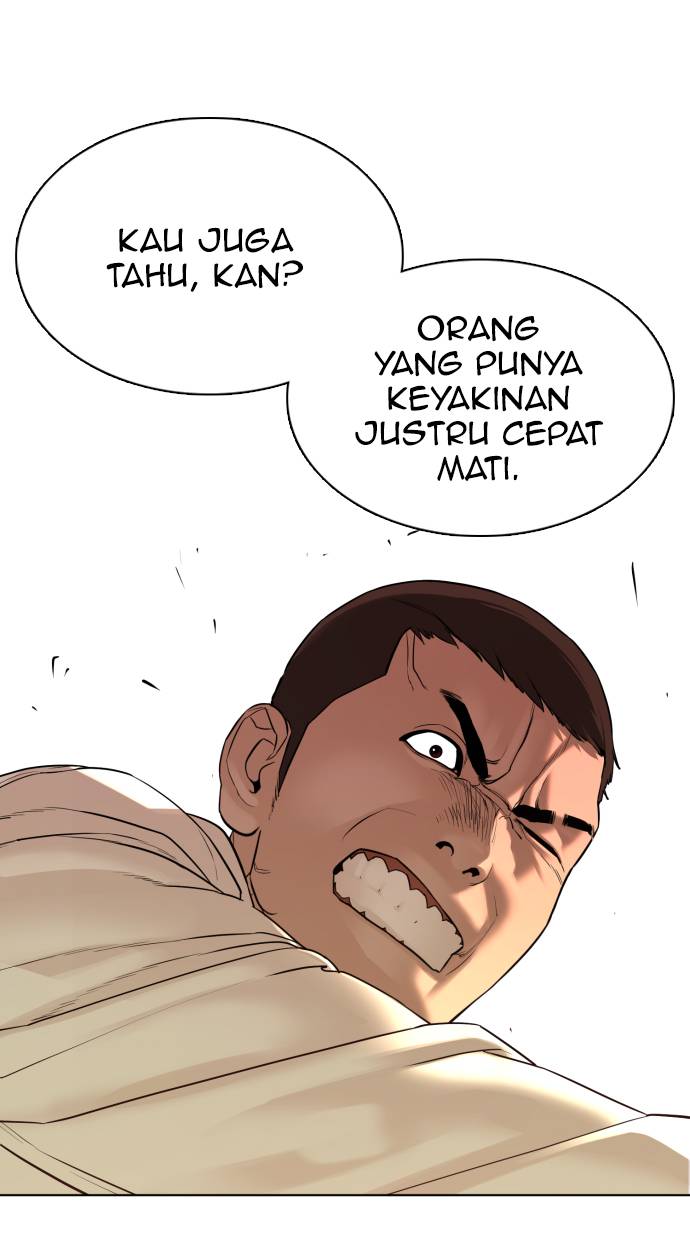 KAU JUGA
TAHU, KAN?
ORANG
YANG PUNYA
KEYAKINAN
JUSTRU CEPAT
MATI.